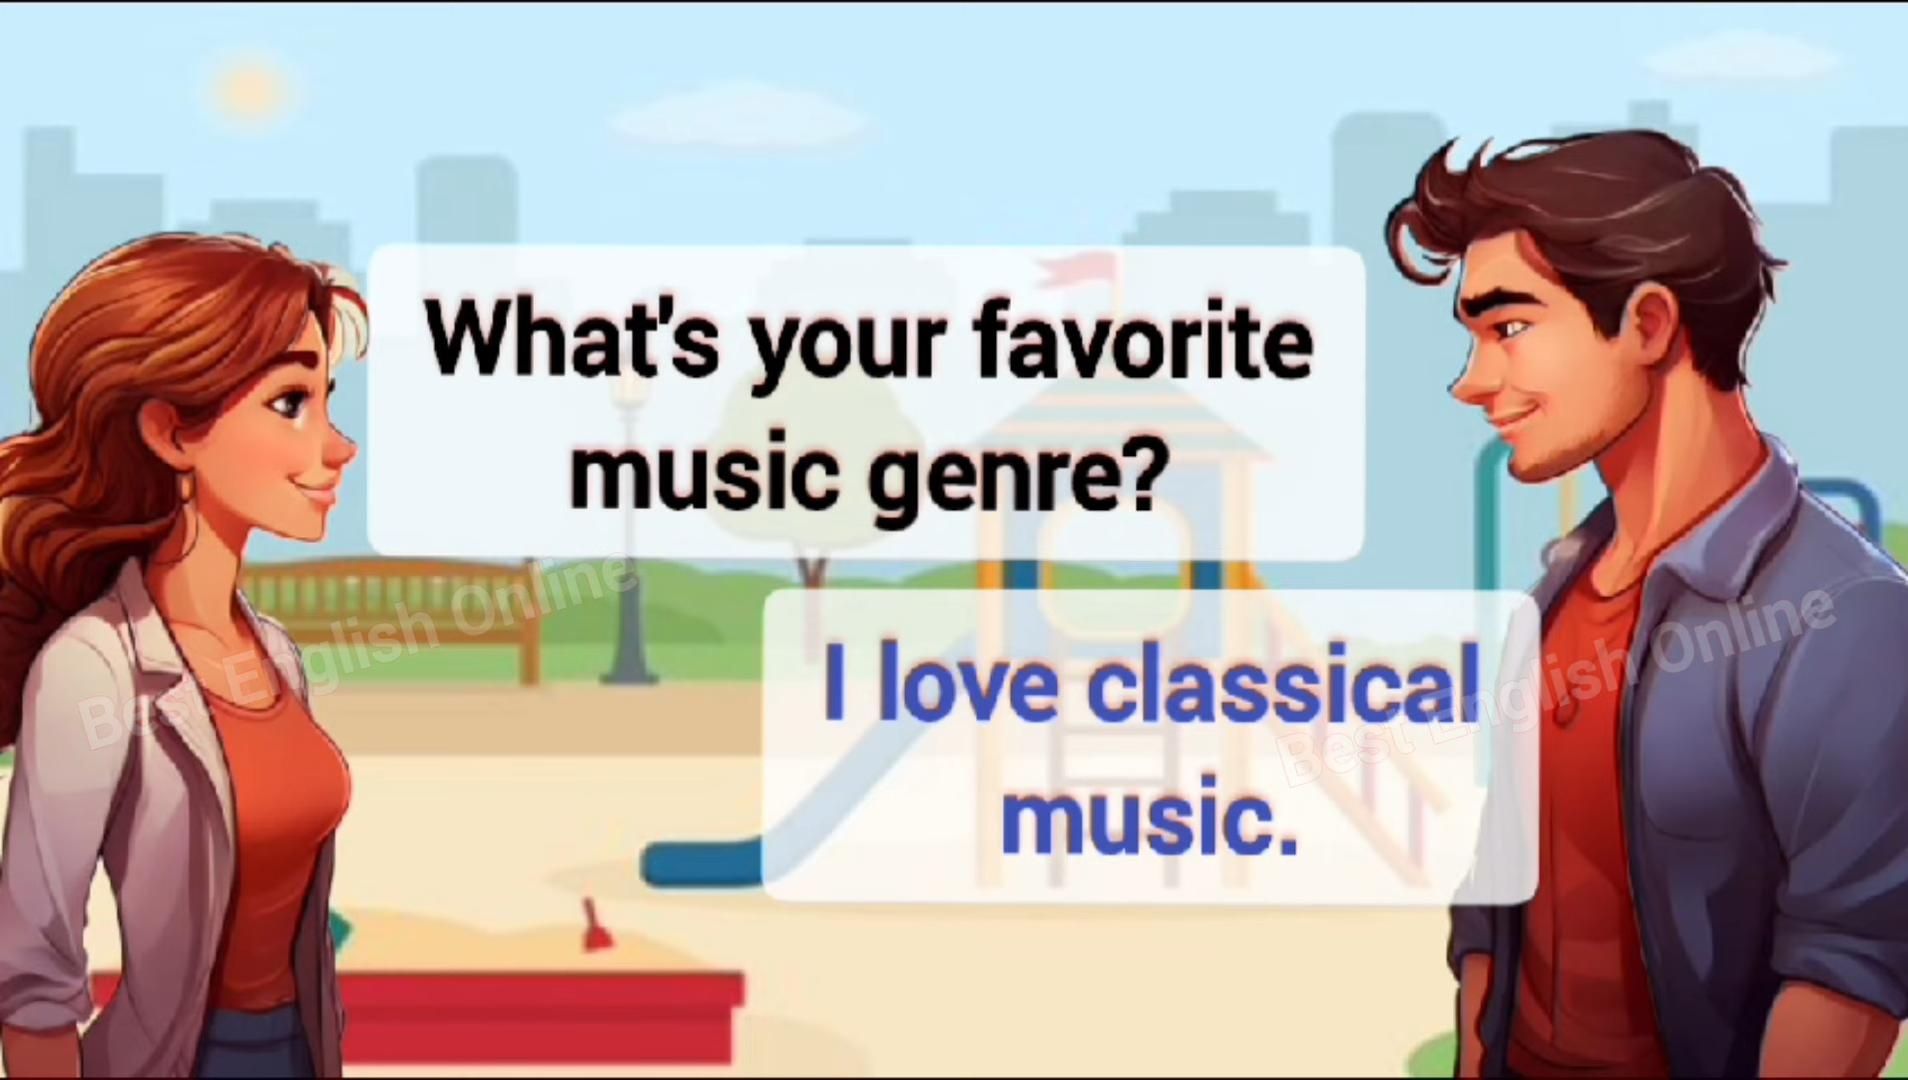 What's your favorite
music genre?
I love classical
music.
Best English Online
Best English Online